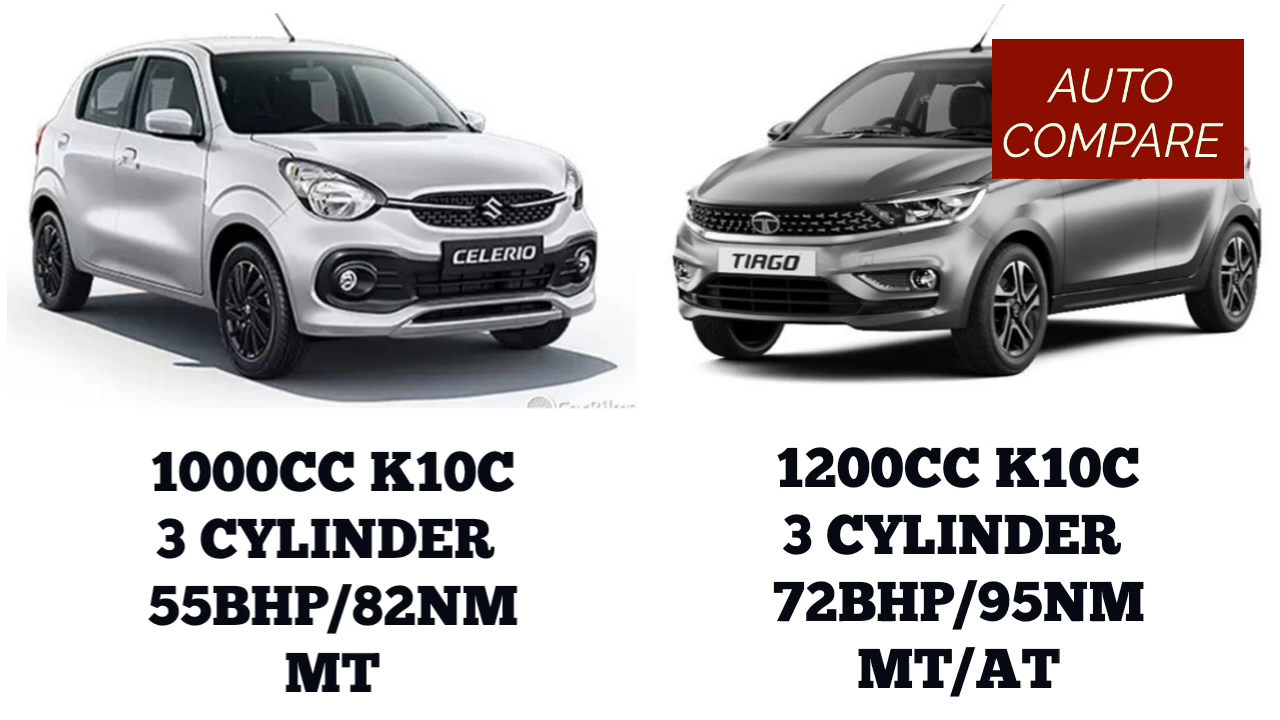 CELERIO
1000CC K10C
3 CYLINDER
55BHP/82NM
MT
AUTO
COMPARE
TIAGO
1200CC K10C
3 CYLINDER
72BHP/95NM
MT/AT